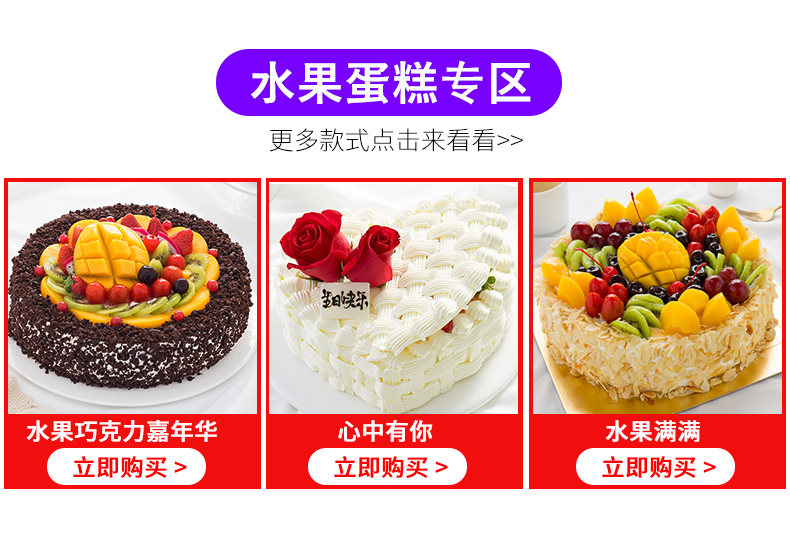 水果蛋糕专区
更多款式点击来看看>>
生日快乐
水果巧克力嘉年华
心中有你
水果满满
立即购买 >
立即购买 >
立即购买 >